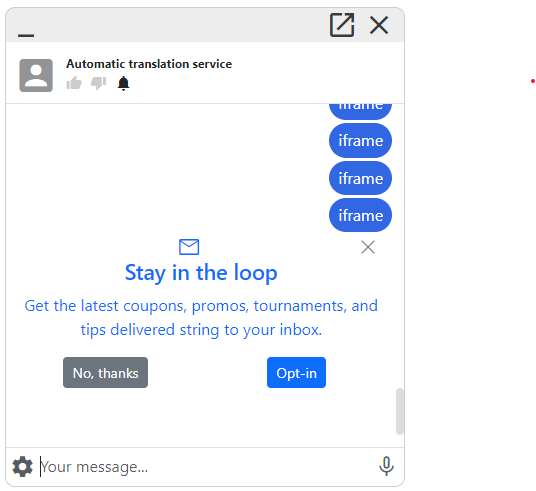 Automatic translation service
iframe
iframe
iframe
iframe
Stay in the loop
Get the latest coupons, promos, tournaments, and
tips delivered string to your inbox.
No, thanks
Opt-in
Your message...